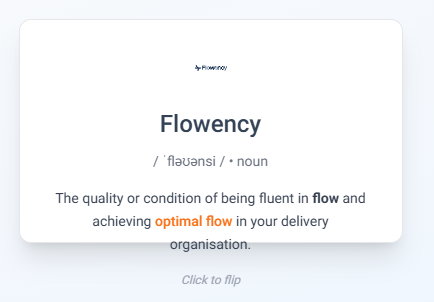 Flowency
Flowency
/ ˈfləʊənsi / • noun
The quality or condition of being fluent in flow and
achieving optimal flow in your delivery
organisation.
Click to flip